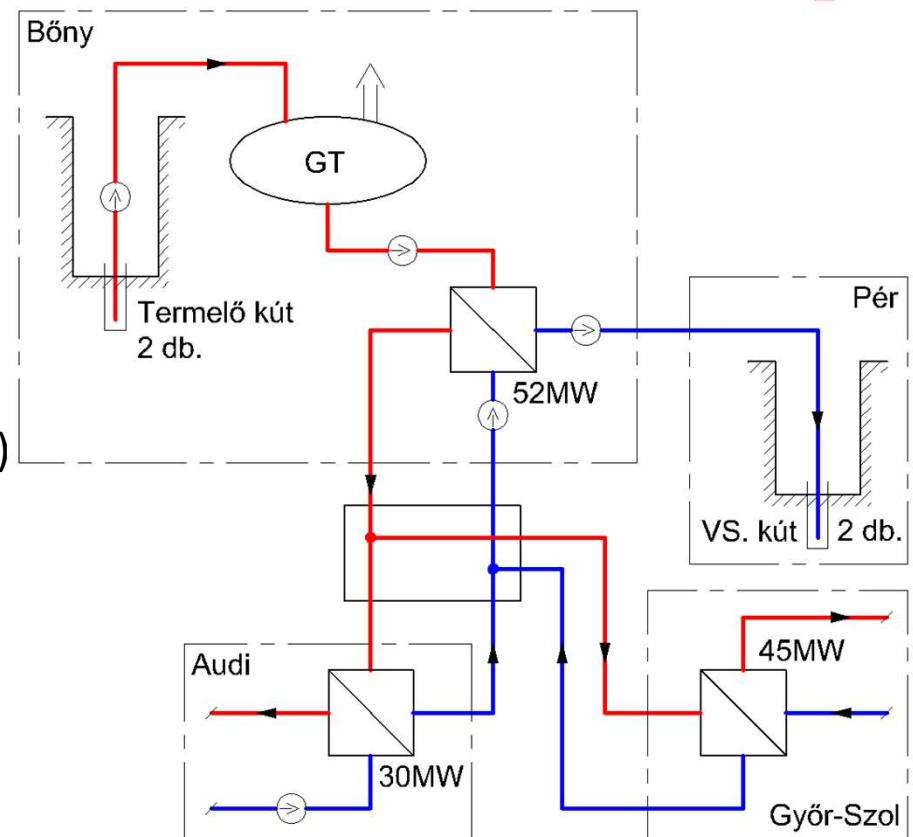 Bőny
GT
Termelő kút
2 db.
52MW
Pér
VS. kút 2 db.
)
Audi
30MW
45MW
Győr-Szol